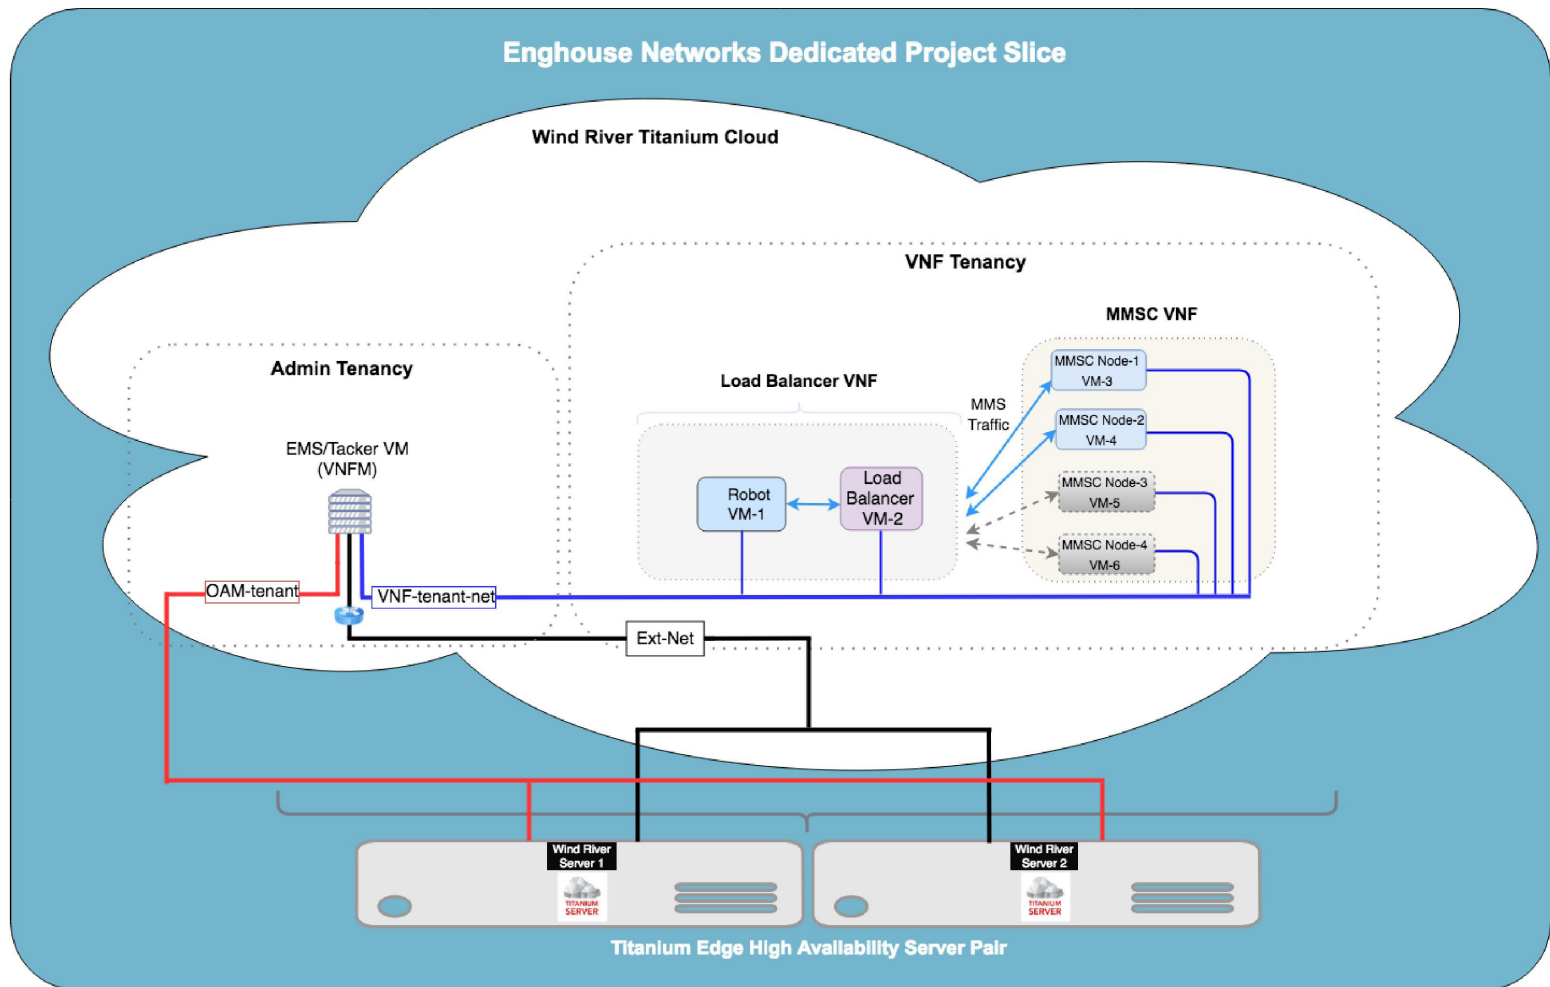 Enghouse Networks Dedicated Project Slice
Wind River Titanium Cloud
VNF Tenancy
MMSC VNF
Admin Tenancy
Load Balancer VNF
MMS
Traffic
MMSC Node-1
VM-3
MMSC Node-2
VM-4
MMSC Node-3
VM-5
MMSC Node-4
VM-6
EMS/Tacker VM
(VNFM)
Robot
VM-1
Load
Balancer
VM-2
OAM-tenant
VNF-tenant-net
Ext-Net
Wind River
Server 1
TITANIUM
SERVER
Wind River
Server 2
TITANIUM
SERVER
Titanium Edge High Availability Server Pair